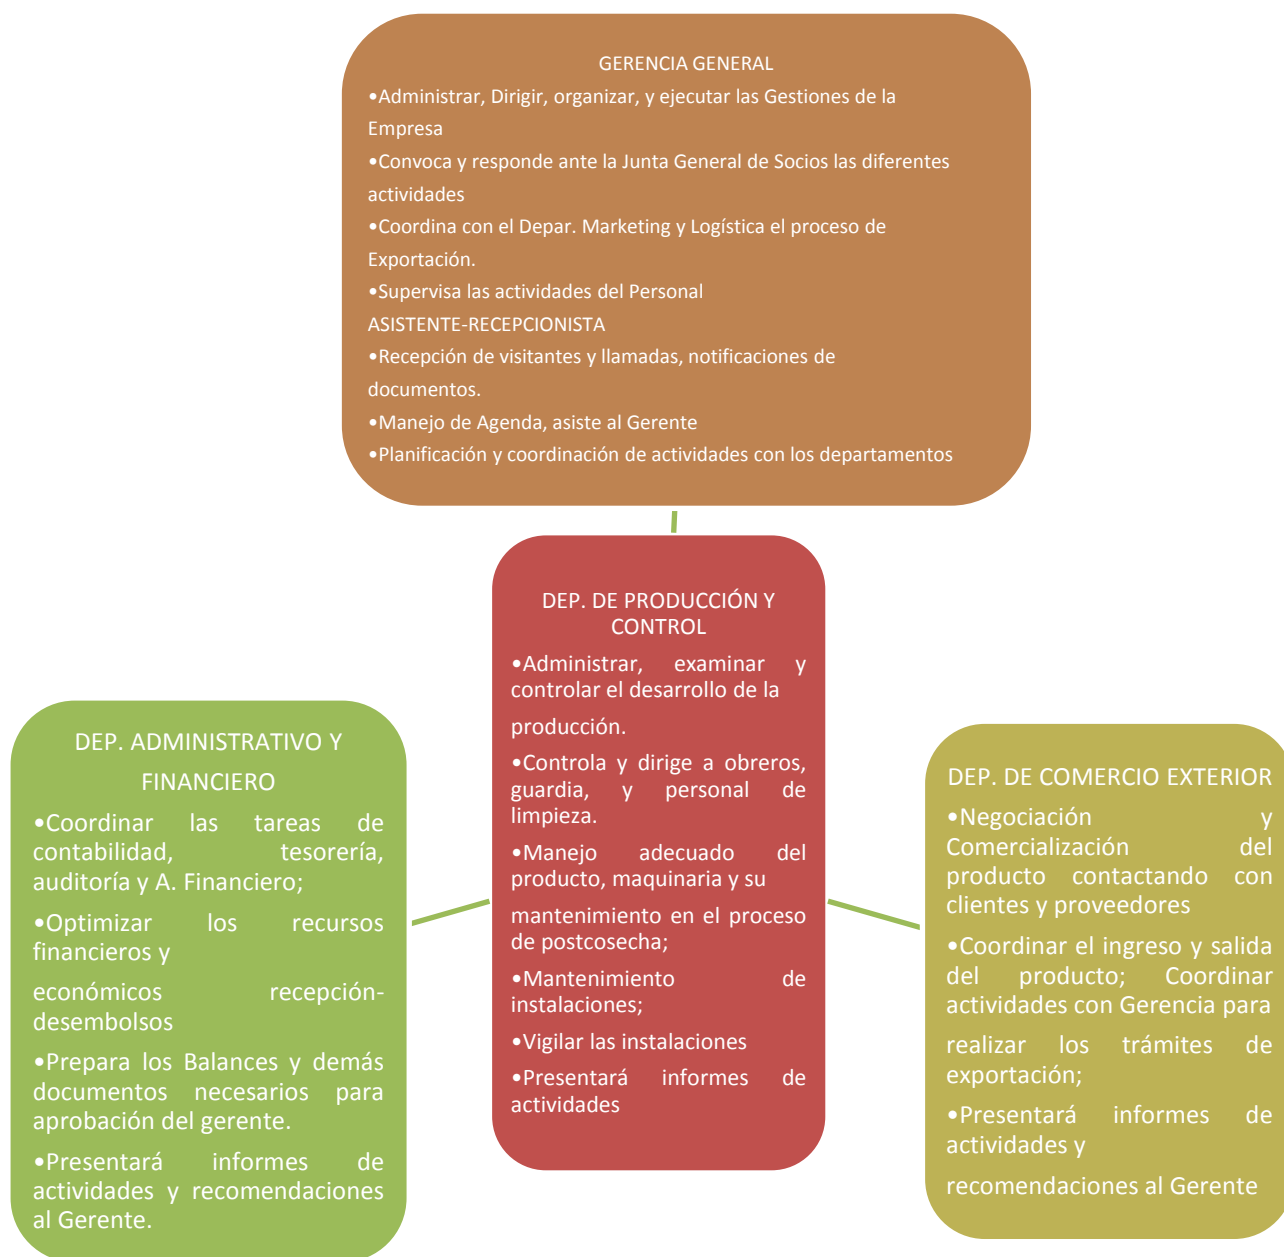 GERENCIA GENERAL
•Administrar, Dirigir, organizar, y ejecutar las Gestiones de la
Empresa
•Convoca y responde ante la Junta General de Socios las diferentes
actividades
•Coordina con el Depar. Marketing y Logística el proceso de
Exportación.
•Supervisa las actividades del Personal
ASISTENTE-RECEPCIONISTA
•Recepción de visitantes y llamadas, notificaciones de
documentos.
•Manejo de Agenda, asiste al Gerente
•Planificación y coordinación de actividades con los departamentos
DEP. ADMINISTRATIVO Y
FINANCIERO
•Coordinar las tareas de
contabilidad, tesorería,
auditoría y A. Financiero;
•Optimizar los recursos
financieros y
económicos recepción-
desembolsos
•Prepara los Balances y demás
documentos necesarios para
aprobación del gerente.
•Presentará informes de
actividades y recomendaciones
al Gerente.
DEP. DE PRODUCCIÓN Y
CONTROL
•Administrar, examinar y
controlar el desarrollo de la
producción.
•Controla y dirige a obreros,
guardia, y personal de
limpieza.
•Manejo adecuado del
producto, maquinaria y su
mantenimiento en el proceso
de postcosecha;
•Mantenimiento de
instalaciones;
•Vigilar las instalaciones
•Presentará informes de
actividades
DEP. DE COMERCIO EXTERIOR
•Negociación y
Comercialización del
producto contactando con
clientes y proveedores
•Coordinar el ingreso y salida
del producto; Coordinar
actividades con Gerencia para
realizar los trámites de
exportación;
•Presentará informes de
actividades y
recomendaciones al Gerente